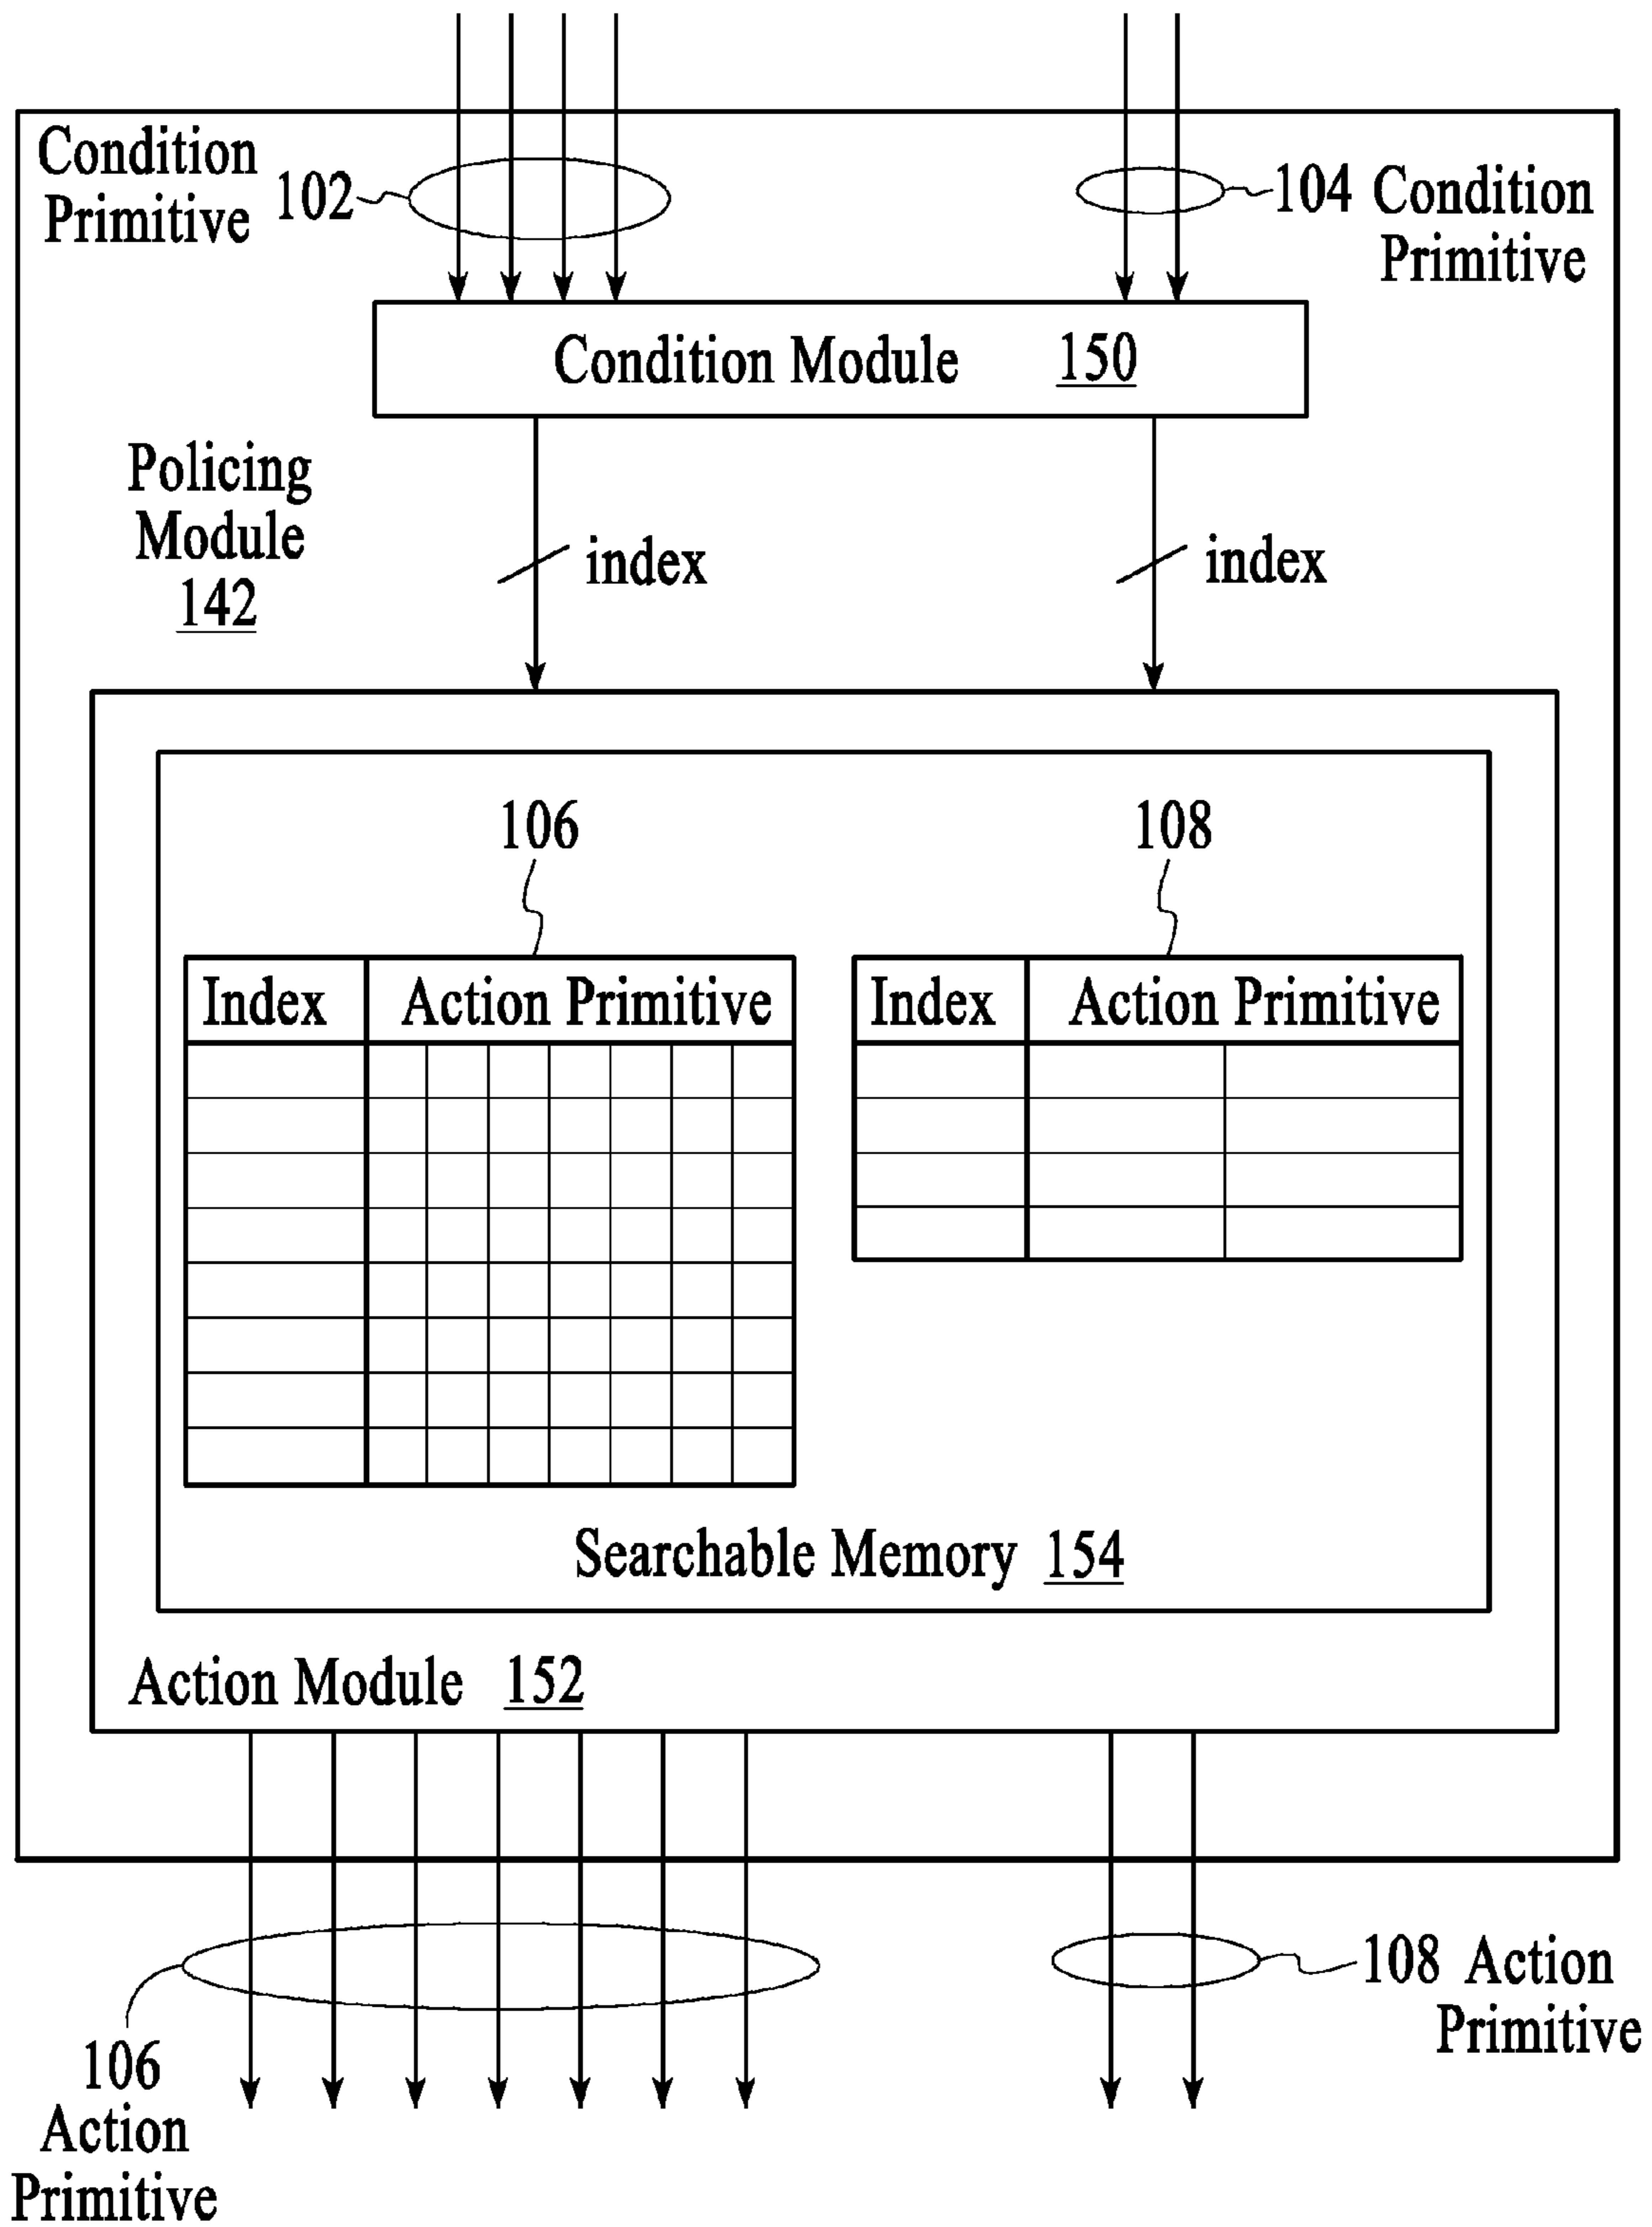 Condition
Primitive
102
104 Condition
Primitive
Condition Module 150
Policing
Module
142
index
index
106
108
Index Action Primitive
Index Action Primitive
Searchable Memory 154
Action Module 152
106
Action
Primitive
108 Action
Primitive